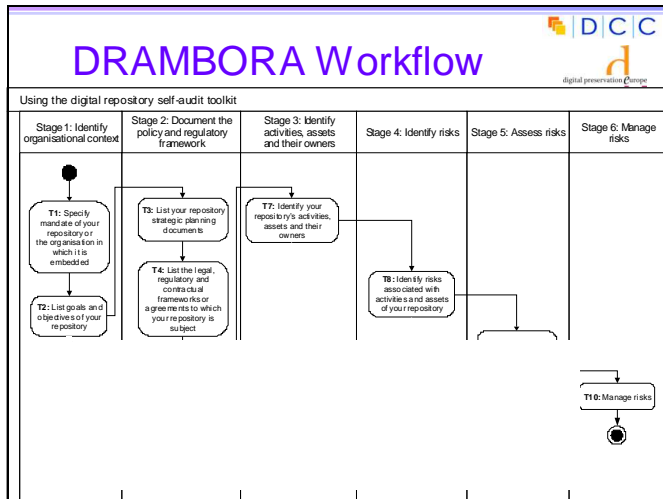 D|C|C
DRAMBORA Workflow
digital preservation europe
Using the digital repository self-audit toolkit
Stage 1: Identify
organisational context
Stage 2: Document the
policy and regulatory
framework
Stage 3: Identify
activities, assets
and their owners
Stage 4: Identify risks
Stage 5: Assess risks
Stage 6: Manage
risks
T1: Specify
mandate of your
repository or
the organisation in
which it is
embedded
T2: List goals and
objectives of your
repository
T3: List your repository
strategic planning
documents
T4: List the legal,
regulatory and
contractual
frameworks or
agreements to which
your repository is
subject
T7: Identify your
repository's activities,
assets and their
owners
T8: Identify risks
associated with
activities and assets
of your repository
T10: Manage risks